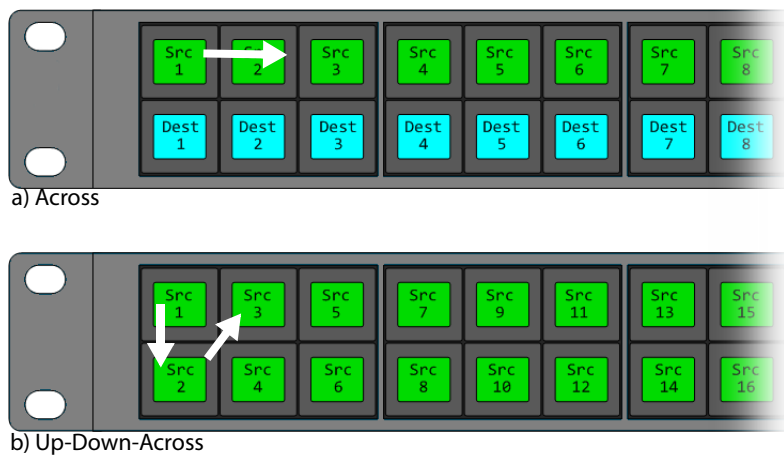 Src Src Src Src Src Src Src Src
1 2 3 4 5 6 7 8
Dest Dest Dest Dest Dest Dest Dest Dest
1 2 3 4 5 6 7 8
a) Across
Src Src Src Src Src Src Src Src
1 3 5 7 9 11 13 15
Src Src Src Src Src Src Src Src
2 4 6 8 10 12 14 16
b) Up-Down-Across